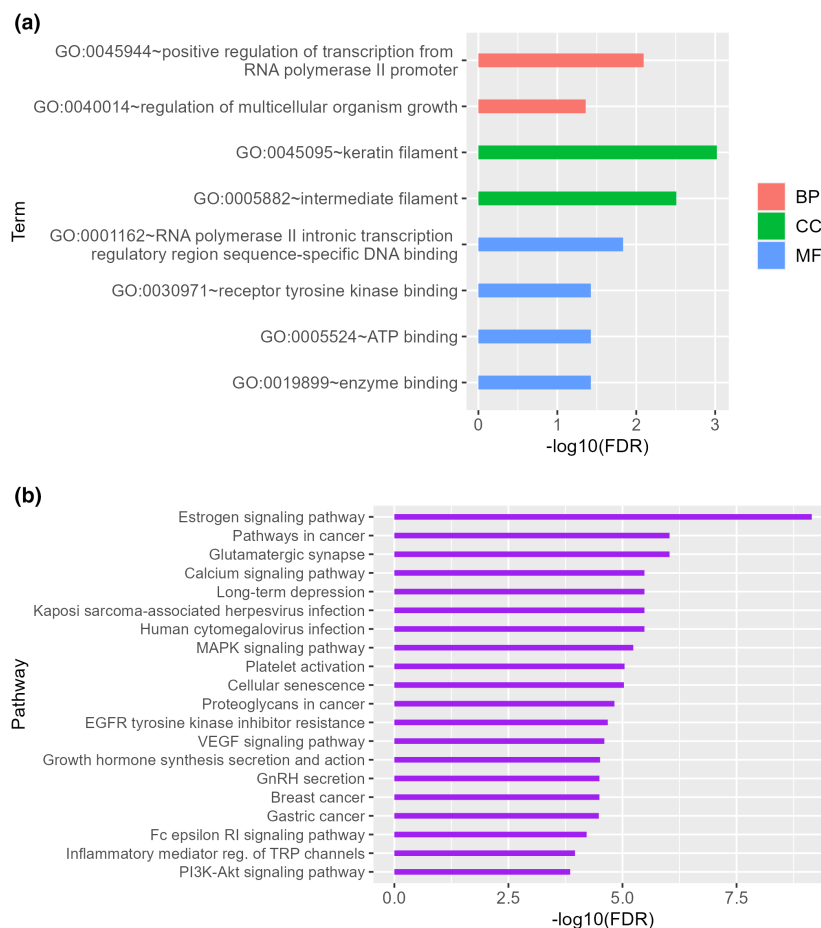 (a)
GO:0045944~positive regulation of transcription from
RNA polymerase II promoter
GO:0040014~regulation of multicellular organism growth
GO:0045095~keratin filament
GO:0005882~intermediate filament
GO:0001162~RNA polymerase II intronic transcription
regulatory region sequence-specific DNA binding
GO:0030971~receptor tyrosine kinase binding
GO:0005524~ATP binding
GO:0019899~enzyme binding
Term
0 1 2 3
-log10(FDR)
BP
CC
MF
(b)
Estrogen signaling pathway
Pathways in cancer
Glutamatergic synapse
Calcium signaling pathway
Long-term depression
Kaposi sarcoma-associated herpesvirus infection
Human cytomegalovirus infection
MAPK signaling pathway
Platelet activation
Cellular senescence
Proteoglycans in cancer
EGFR tyrosine kinase inhibitor resistance
VEGF signaling pathway
Growth hormone synthesis secretion and action
GnRH secretion
Breast cancer
Gastric cancer
Fc epsilon RI signaling pathway
Inflammatory mediator reg. of TRP channels
PI3K-Akt signaling pathway
Pathway
0.0 2.5 5.0 7.5
-log10(FDR)